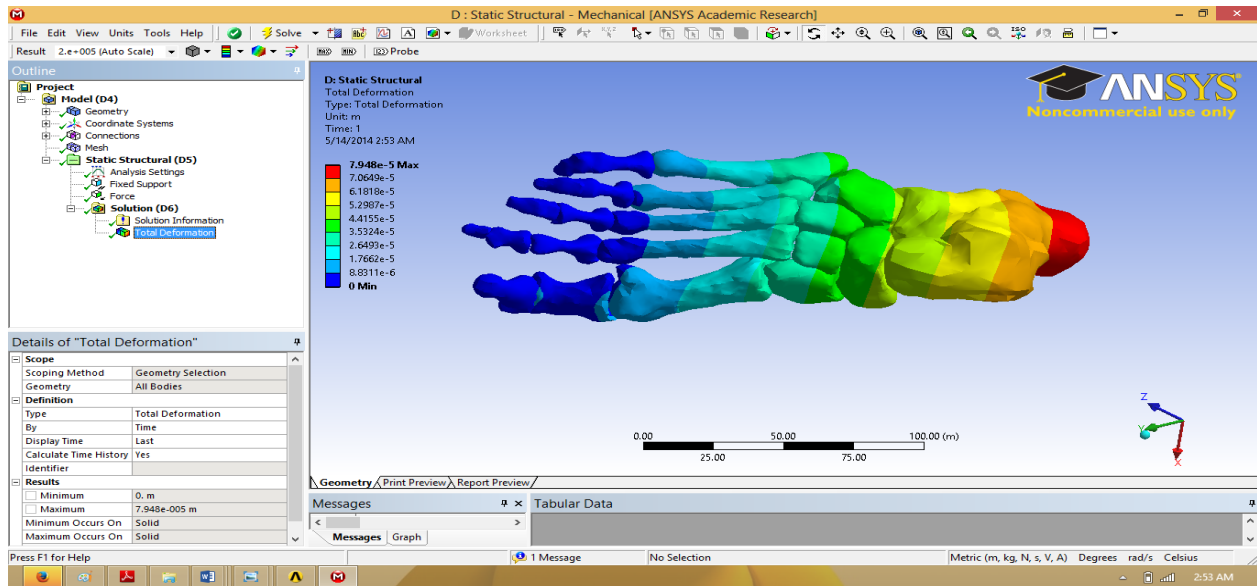 D : Static Structural - Mechanical [ANSYS Academic Research]
File Edit View Units Tools Help Solve Worksheet
Result 2.e+005 (Auto Scale) MAX MIN Probe
Outline
Project
Model (D4)
Geometry
Coordinate Systems
Connections
Mesh
Static Structural (D5)
Analysis Settings
Fixed Support
Force
Solution (D6)
Solution Information
Total Deformation
Details of "Total Deformation"
Scope
Scoping Method Geometry Selection
Geometry All Bodies
Definition
Type Total Deformation
By Time
Display Time Last
Calculate Time History Yes
Identifier
Results
Minimum 0. m
Maximum 7.948e-005 m
Minimum Occurs On Solid
Maximum Occurs On Solid
D: Static Structural
Total Deformation
Type: Total Deformation
Unit: m
Time: 1
5/14/2014 2:53 AM
7.948e-5 Max
7.0649e-5
6.1818e-5
5.2987e-5
4.4155e-5
3.5324e-5
2.6493e-5
1.7662e-5
8.8311e-6
0 Min
ANSYS
Noncommercial use only
0.00 50.00 100.00 (m)
25.00 75.00
Z
Y
X
Geometry Print Preview Report Preview
Messages
Messages Graph
Tabular Data
Press F1 for Help 1 Message No Selection Metric (m, kg, N, s, V, A) Degrees rad/s Celsius
2:53 AM